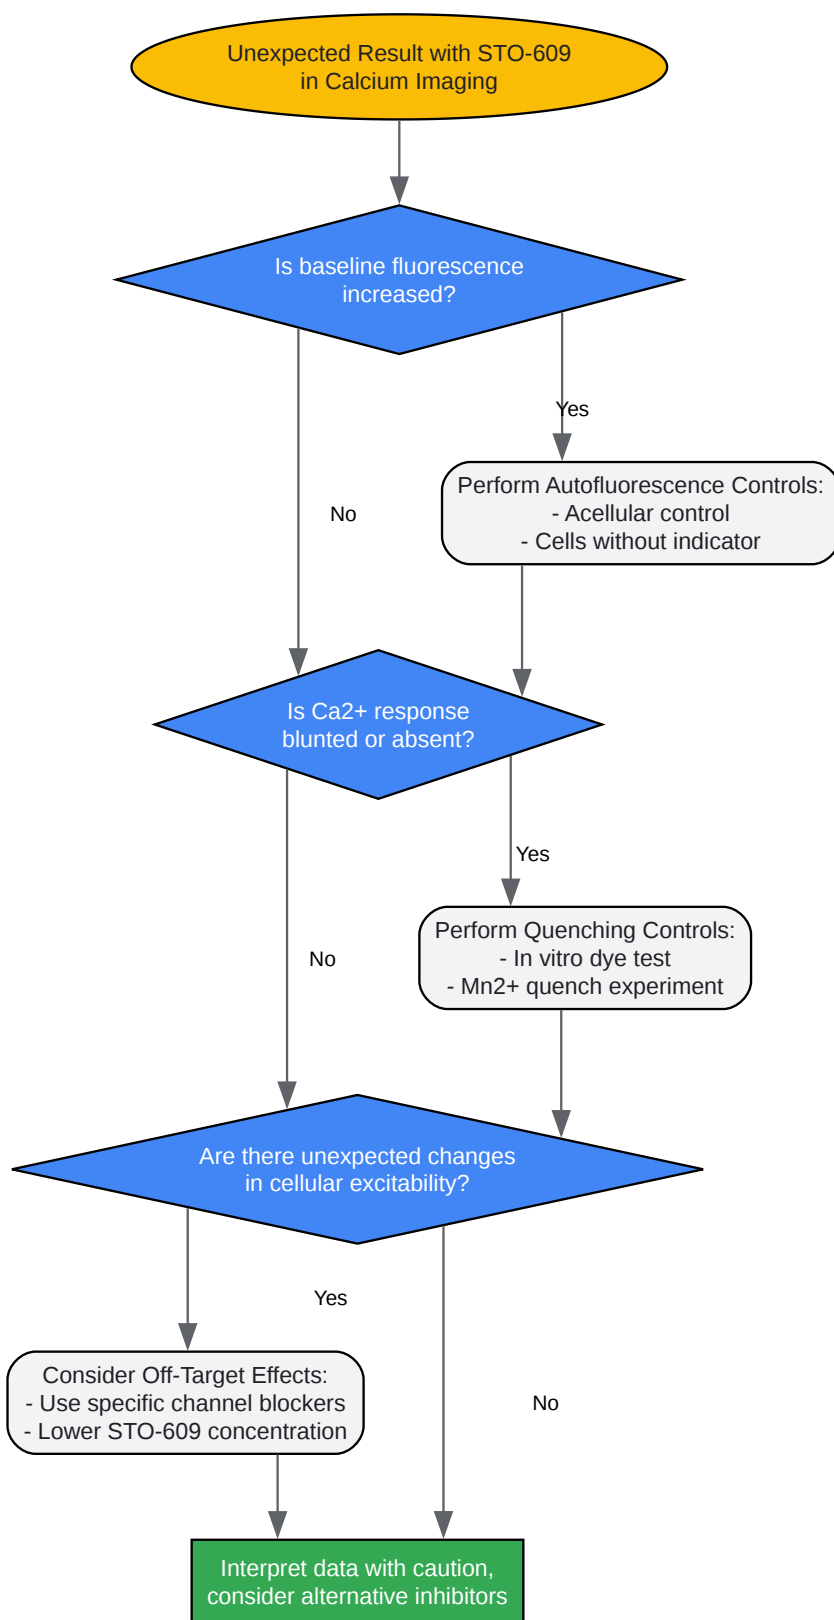 Unexpected Result with STO-609
in Calcium Imaging
Is baseline fluorescence
increased?
Yes
Perform Autofluorescence Controls:
- Acellular control
- Cells without indicator
No
Is Ca2+ response
blunted or absent?
Yes
Perform Quenching Controls:
- In vitro dye test
- Mn2+ quench experiment
No
Are there unexpected changes
in cellular excitability?
Yes
Consider Off-Target Effects:
- Use specific channel blockers
- Lower STO-609 concentration
No
Interpret data with caution,
consider alternative inhibitors